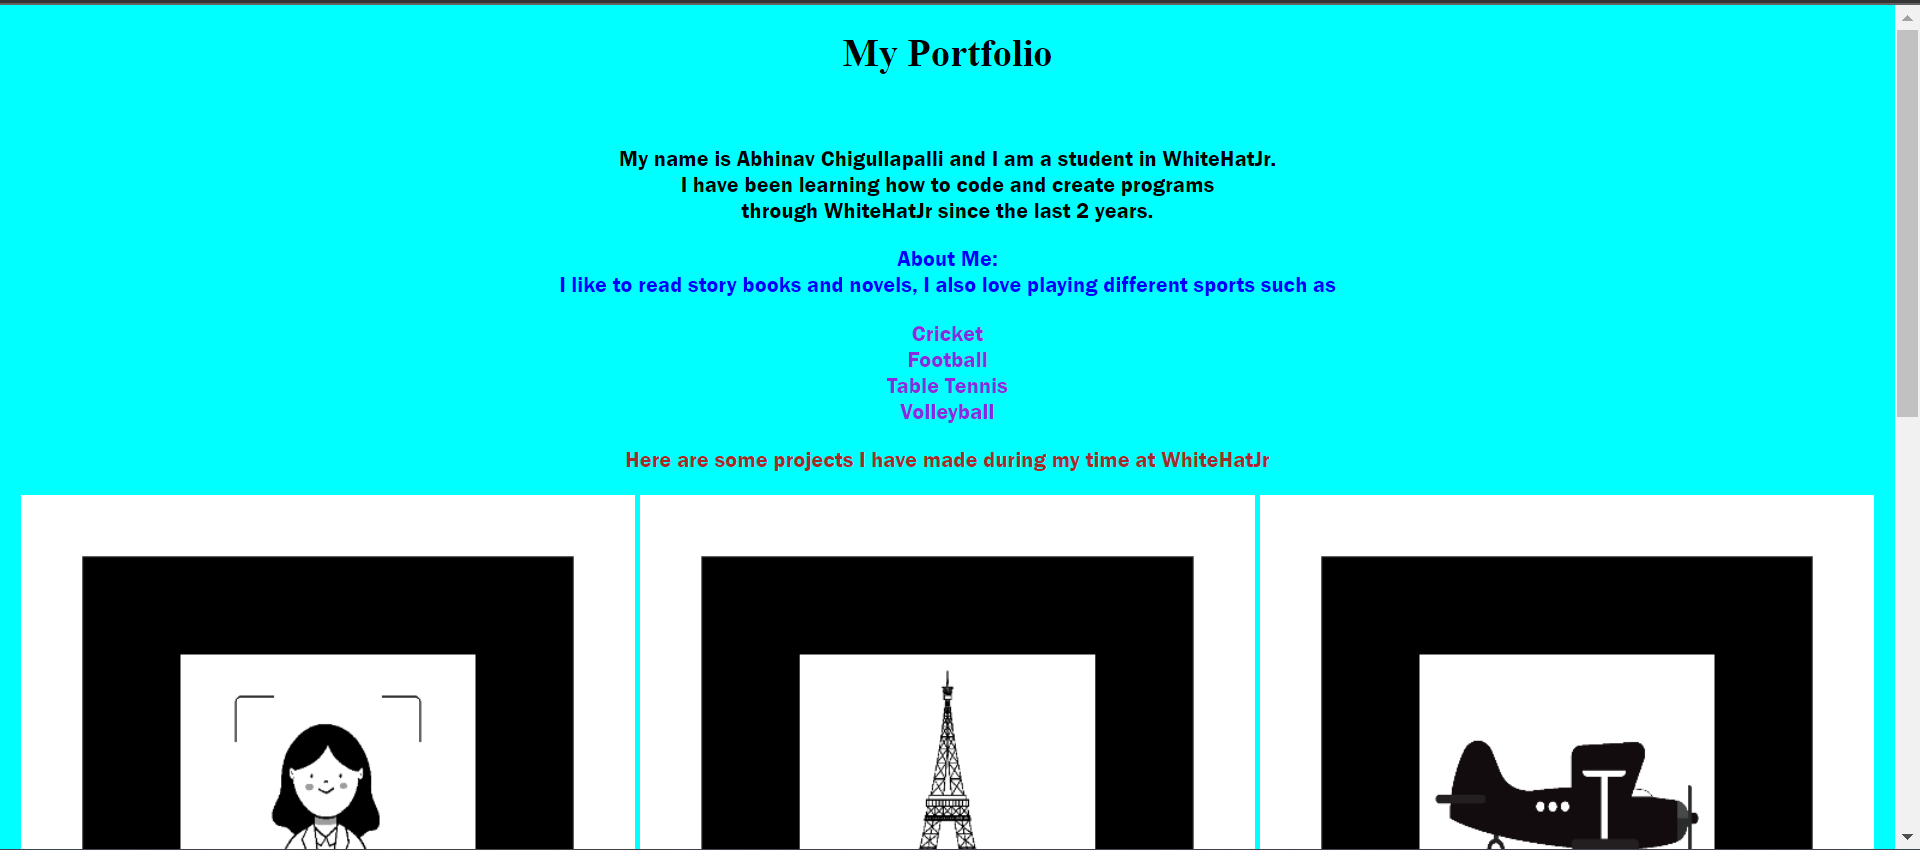 My Portfolio
My name is Abhinav Chigullapalli and I am a student in WhiteHatJr.
I have been learning how to code and create programs
through WhiteHatJr since the last 2 years.
About Me:
I like to read story books and novels, I also love playing different sports such as
Cricket
Football
Table Tennis
Volleyball
Here are some projects I have made during my time at WhiteHatJr